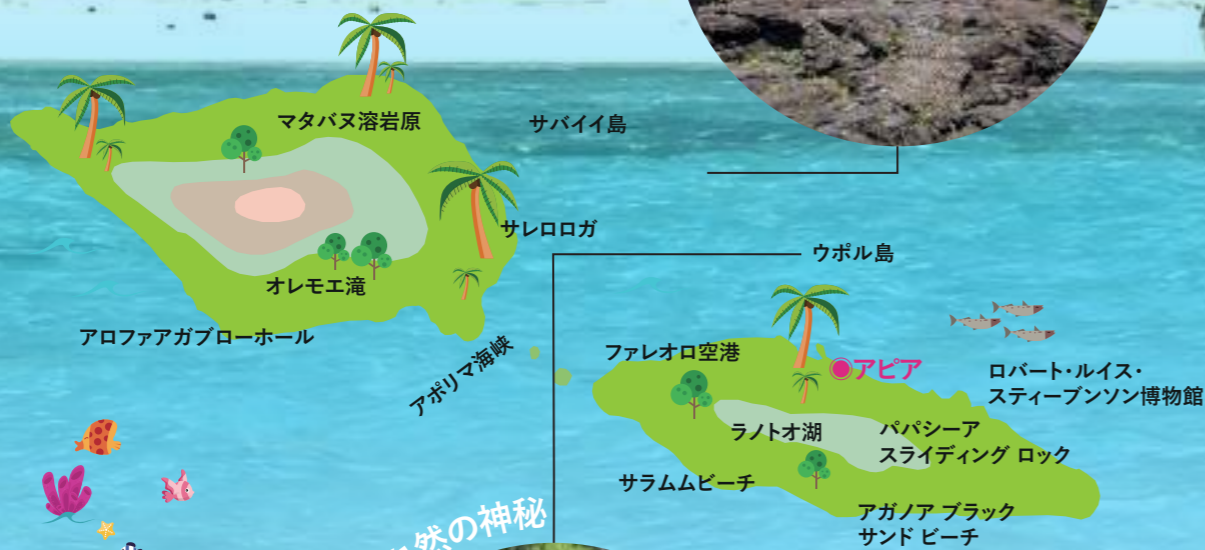 マタバヌ溶岩原
サバイイ島
サレロロガ
ウポル島
オレモエ滝
アロファアガブローホール
アポリマ海峡
ファレオロ空港
アピア
ロバート・ルイス・
スティーブンソン博物館
ラノトオ湖
パパシーア
スライディング ロック
サラムムビーチ
アガノア ブラック
サンド ビーチ
然の神秘